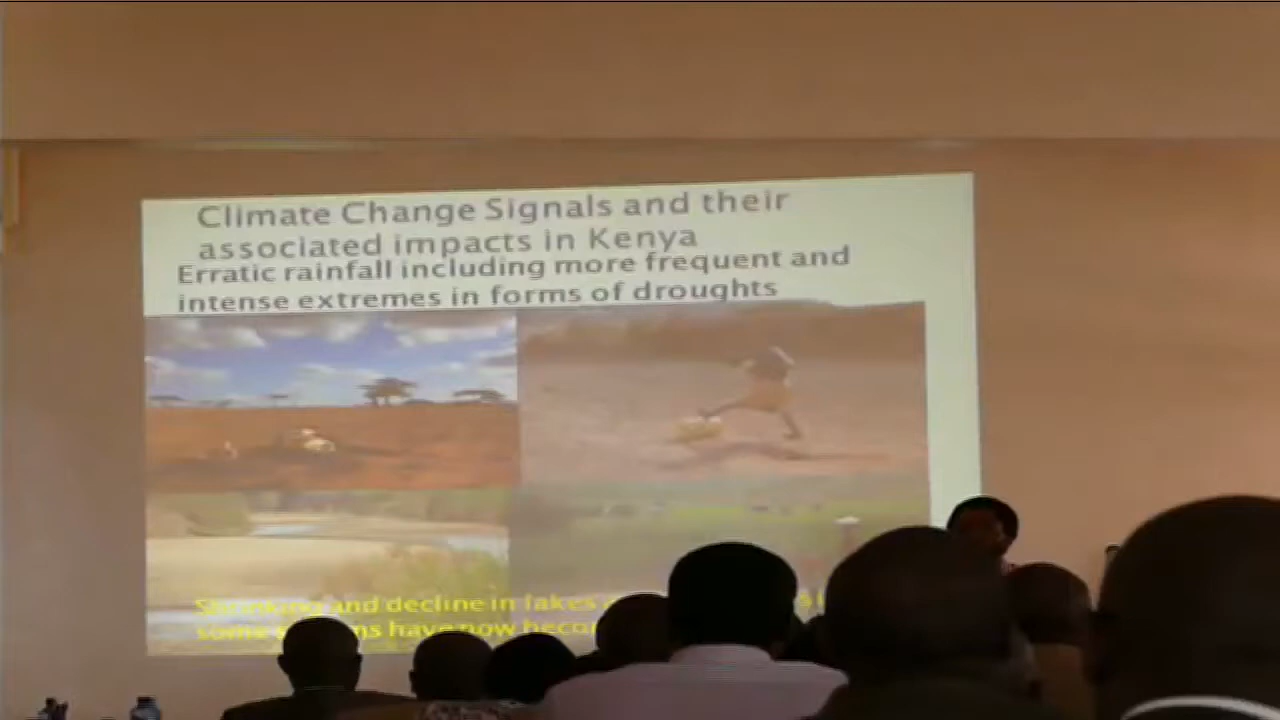 Climate Change Signals and their
associated impacts in Kenya
Erratic rainfall including more frequent and
intense extremes in forms of droughts
Shrinking and decline in lakes
some have now